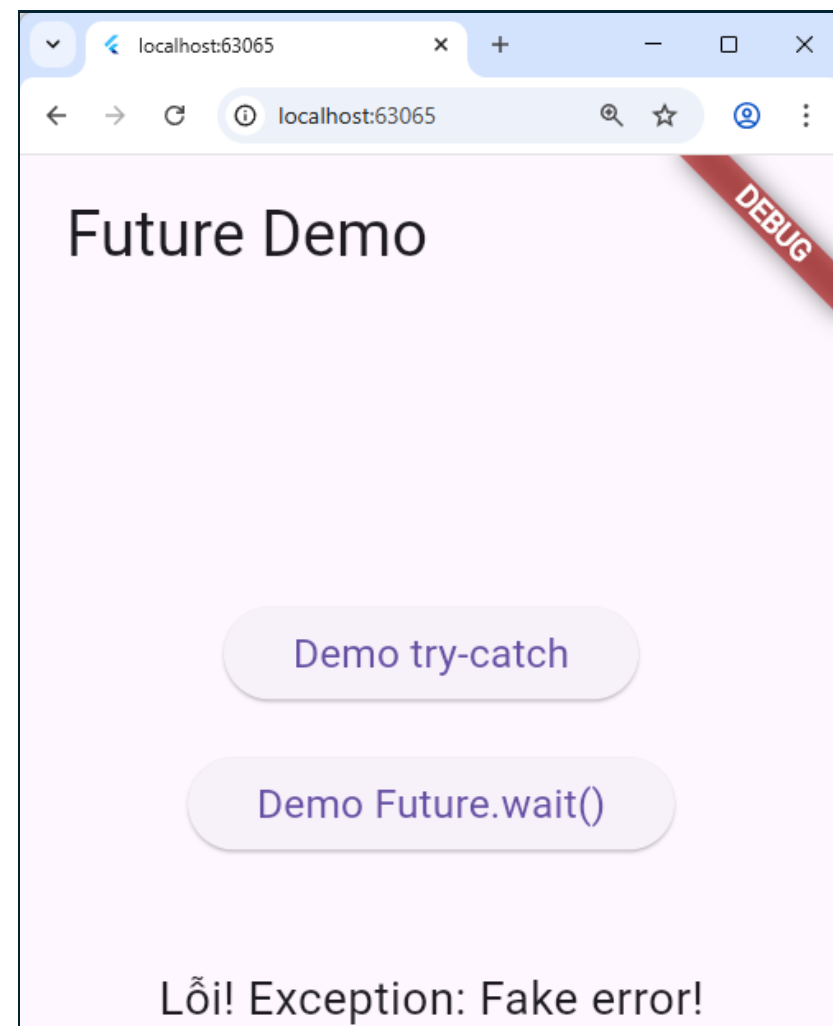 localhost:63065
localhost:63065
Future Demo
DEBUG
Demo try-catch
Demo Future.wait()
Lỗi! Exception: Fake error!